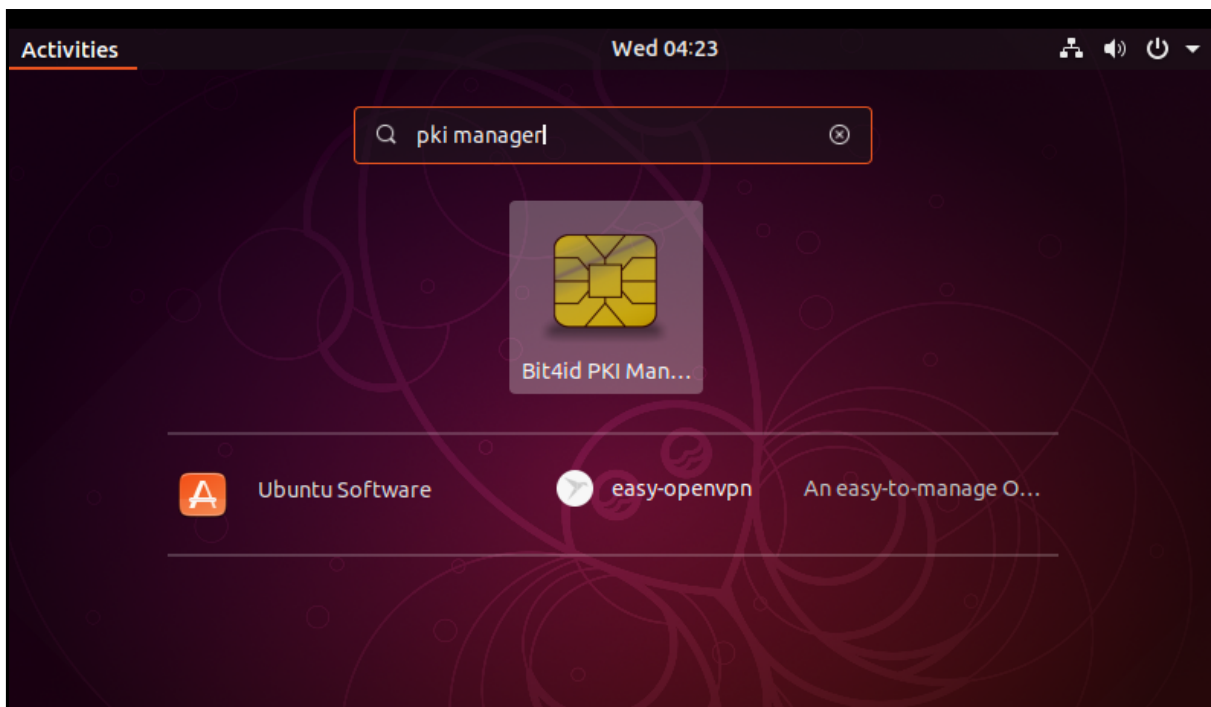 Activities
Wed 04:23
pki manager
Bit4id PKI Man...
Ubuntu Software
easy-openvpn
An easy-to-manage O...